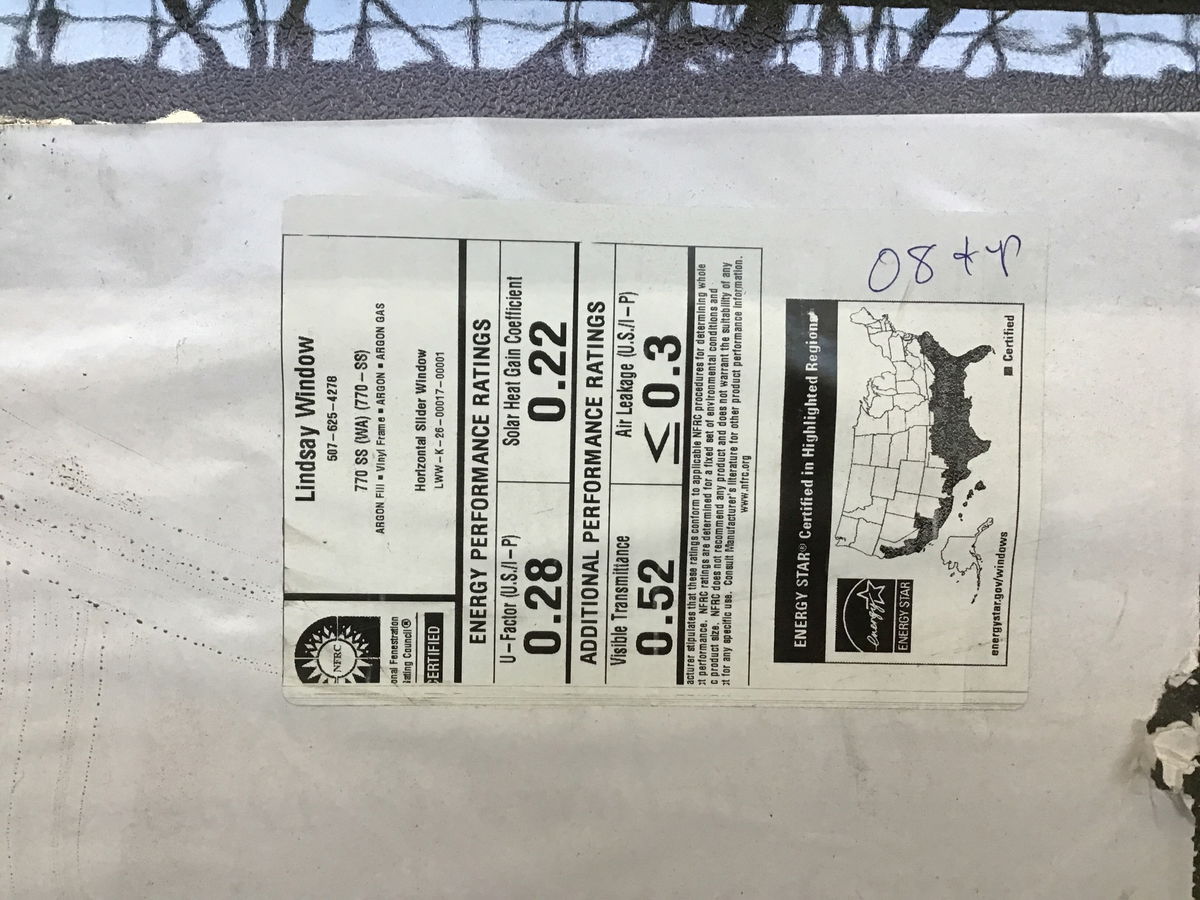 Lindsay Window
507-625-4278
770 SS (WA) (770-SS)
ARGON Fill ■ Vinyl Frame ■ ARGON ■ ARGON GAS
Horizontal Slider Window
LWW-K-26-00017-00001
NFRC
onal Fenestration
ating Council®
CERTIFIED
ENERGY PERFORMANCE RATINGS
U-Factor (U.S./I-P)
0.28
Solar Heat Gain Coefficient
0.22
ADDITIONAL PERFORMANCE RATINGS
Visible Transmittance
0.52
Air Leakage (U.S./I-P)
≤0.3
acturer stipulates that these ratings conform to applicable NFRC procedures for determining whole
ct performance. NFRC ratings are determined for a fixed set of environmental conditions and
c product size. NFRC does not recommend any product and does not warrant the suitability of any
ct for any specific use. Consult Manufacturer's literature for other product performance information.
www.nfrc.org
ENERGY STAR® Certified in Highlighted Regions
energy
ENERGY STAR
■ Certified
energystar.gov/windows
08